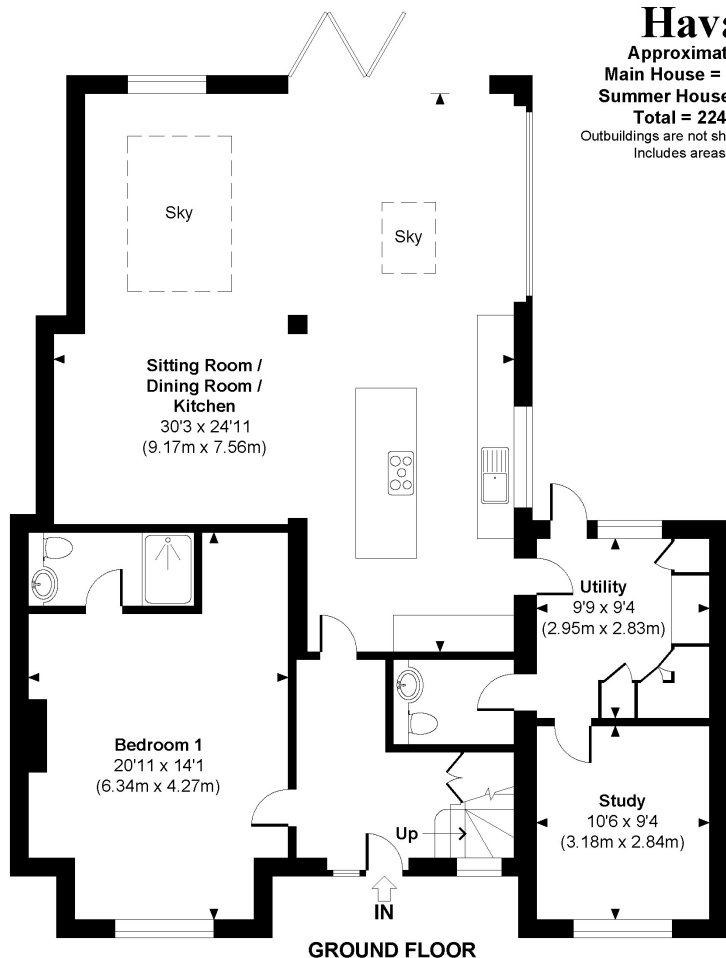 Hava
Approximat
Main House =
Summer House
Total = 224
Outbuildings are not sh
Includes areas
Sky
Sky
Sitting Room /
Dining Room /
Kitchen
30'3 x 24'11
(9.17m x 7.56m)
Utility
9'9 x 9'4
(2.95m x 2.83m)
Bedroom 1
20'11 x 14'1
(6.34m x 4.27m)
Study
10'6 x 9'4
(3.18m x 2.84m)
Up
IN
GROUND FLOOR